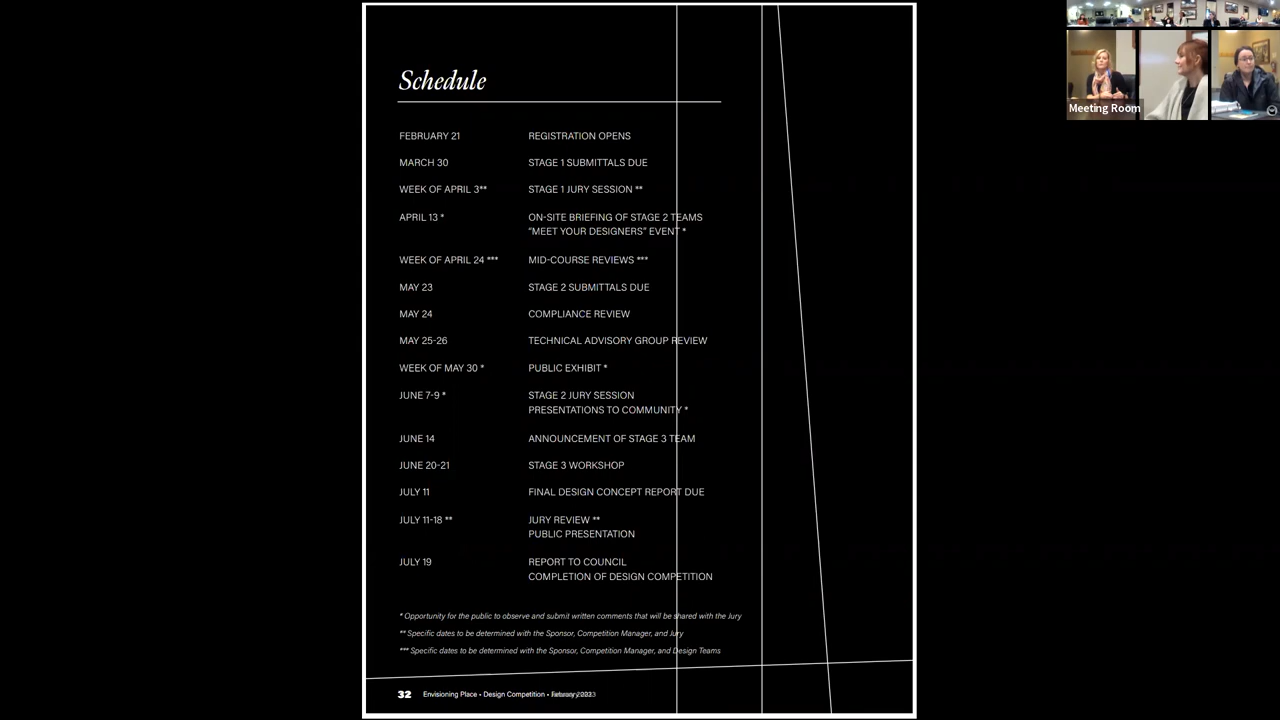 Schedule
FEBRUARY 21 REGISTRATION OPENS
MARCH 30 STAGE 1 SUBMITTALS DUE
WEEK OF APRIL 3** STAGE 1 JURY SESSION **
APRIL 13 * ON-SITE BRIEFING OF STAGE 2 TEAMS
"MEET YOUR DESIGNERS" EVENT *
WEEK OF APRIL 24 *** MID-COURSE REVIEWS ***
MAY 23 STAGE 2 SUBMITTALS DUE
MAY 24 COMPLIANCE REVIEW
MAY 25-26 TECHNICAL ADVISORY GROUP REVIEW
WEEK OF MAY 30 * PUBLIC EXHIBIT *
JUNE 7-9 * STAGE 2 JURY SESSION
PRESENTATIONS TO COMMUNITY *
JUNE 14 ANNOUNCEMENT OF STAGE 3 TEAM
JUNE 20-21 STAGE 3 WORKSHOP
JULY 11 FINAL DESIGN CONCEPT REPORT DUE
JULY 11-18 ** JURY REVIEW **
PUBLIC PRESENTATION
JULY 19 REPORT TO COUNCIL
COMPLETION OF DESIGN COMPETITION
* Opportunity for the public to observe and submit written comments that will be shared with the Jury
** Specific dates to be determined with the Sponsor, Competition Manager, and Jury
*** Specific dates to be determined with the Sponsor, Competition Manager, and Design Teams
32 Envisioning Place • Design Competition •
Meeting Room